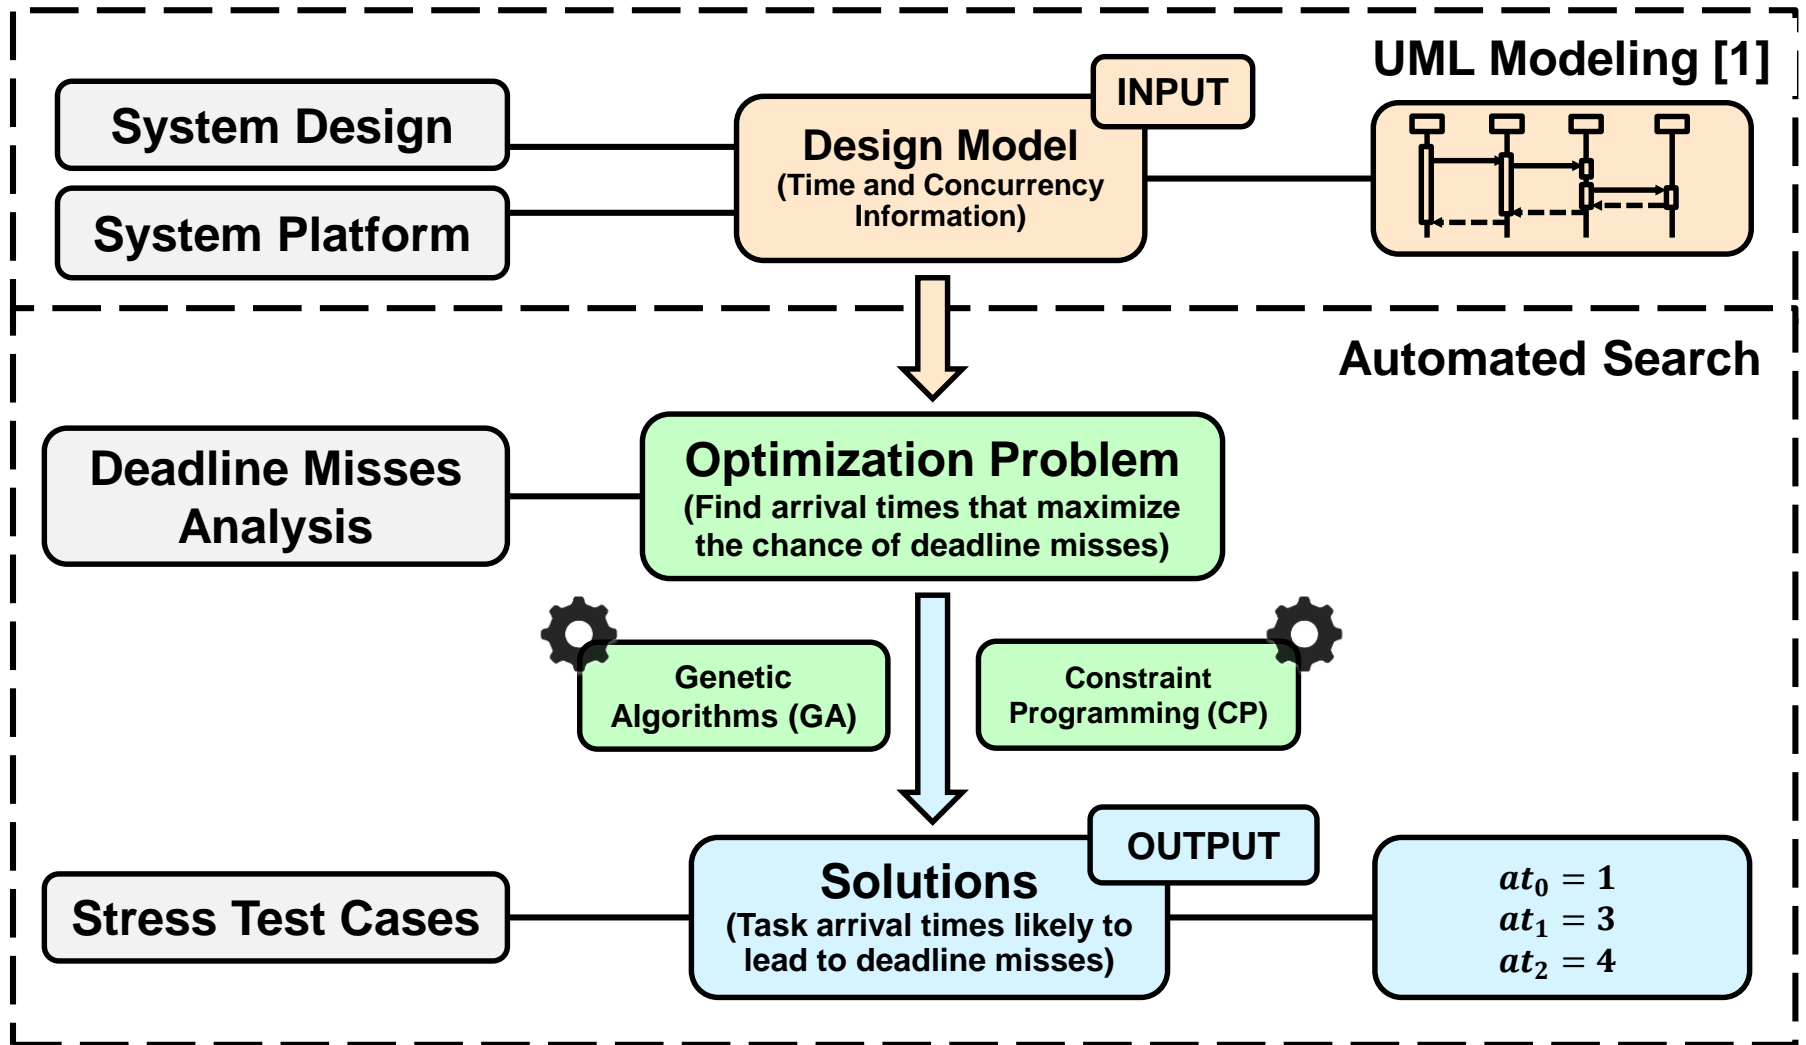 UML Modeling [1]
INPUT
System Design
Design Model
(Time and Concurrency
Information)
System Platform
Automated Search
Deadline Misses
Analysis
Optimization Problem
(Find arrival times that maximize
the chance of deadline misses)
Genetic
Algorithms (GA)
Constraint
Programming (CP)
OUTPUT
Stress Test Cases
Solutions
(Task arrival times likely to
lead to deadline misses)
at₀ = 1
at₁ = 3
at₂ = 4